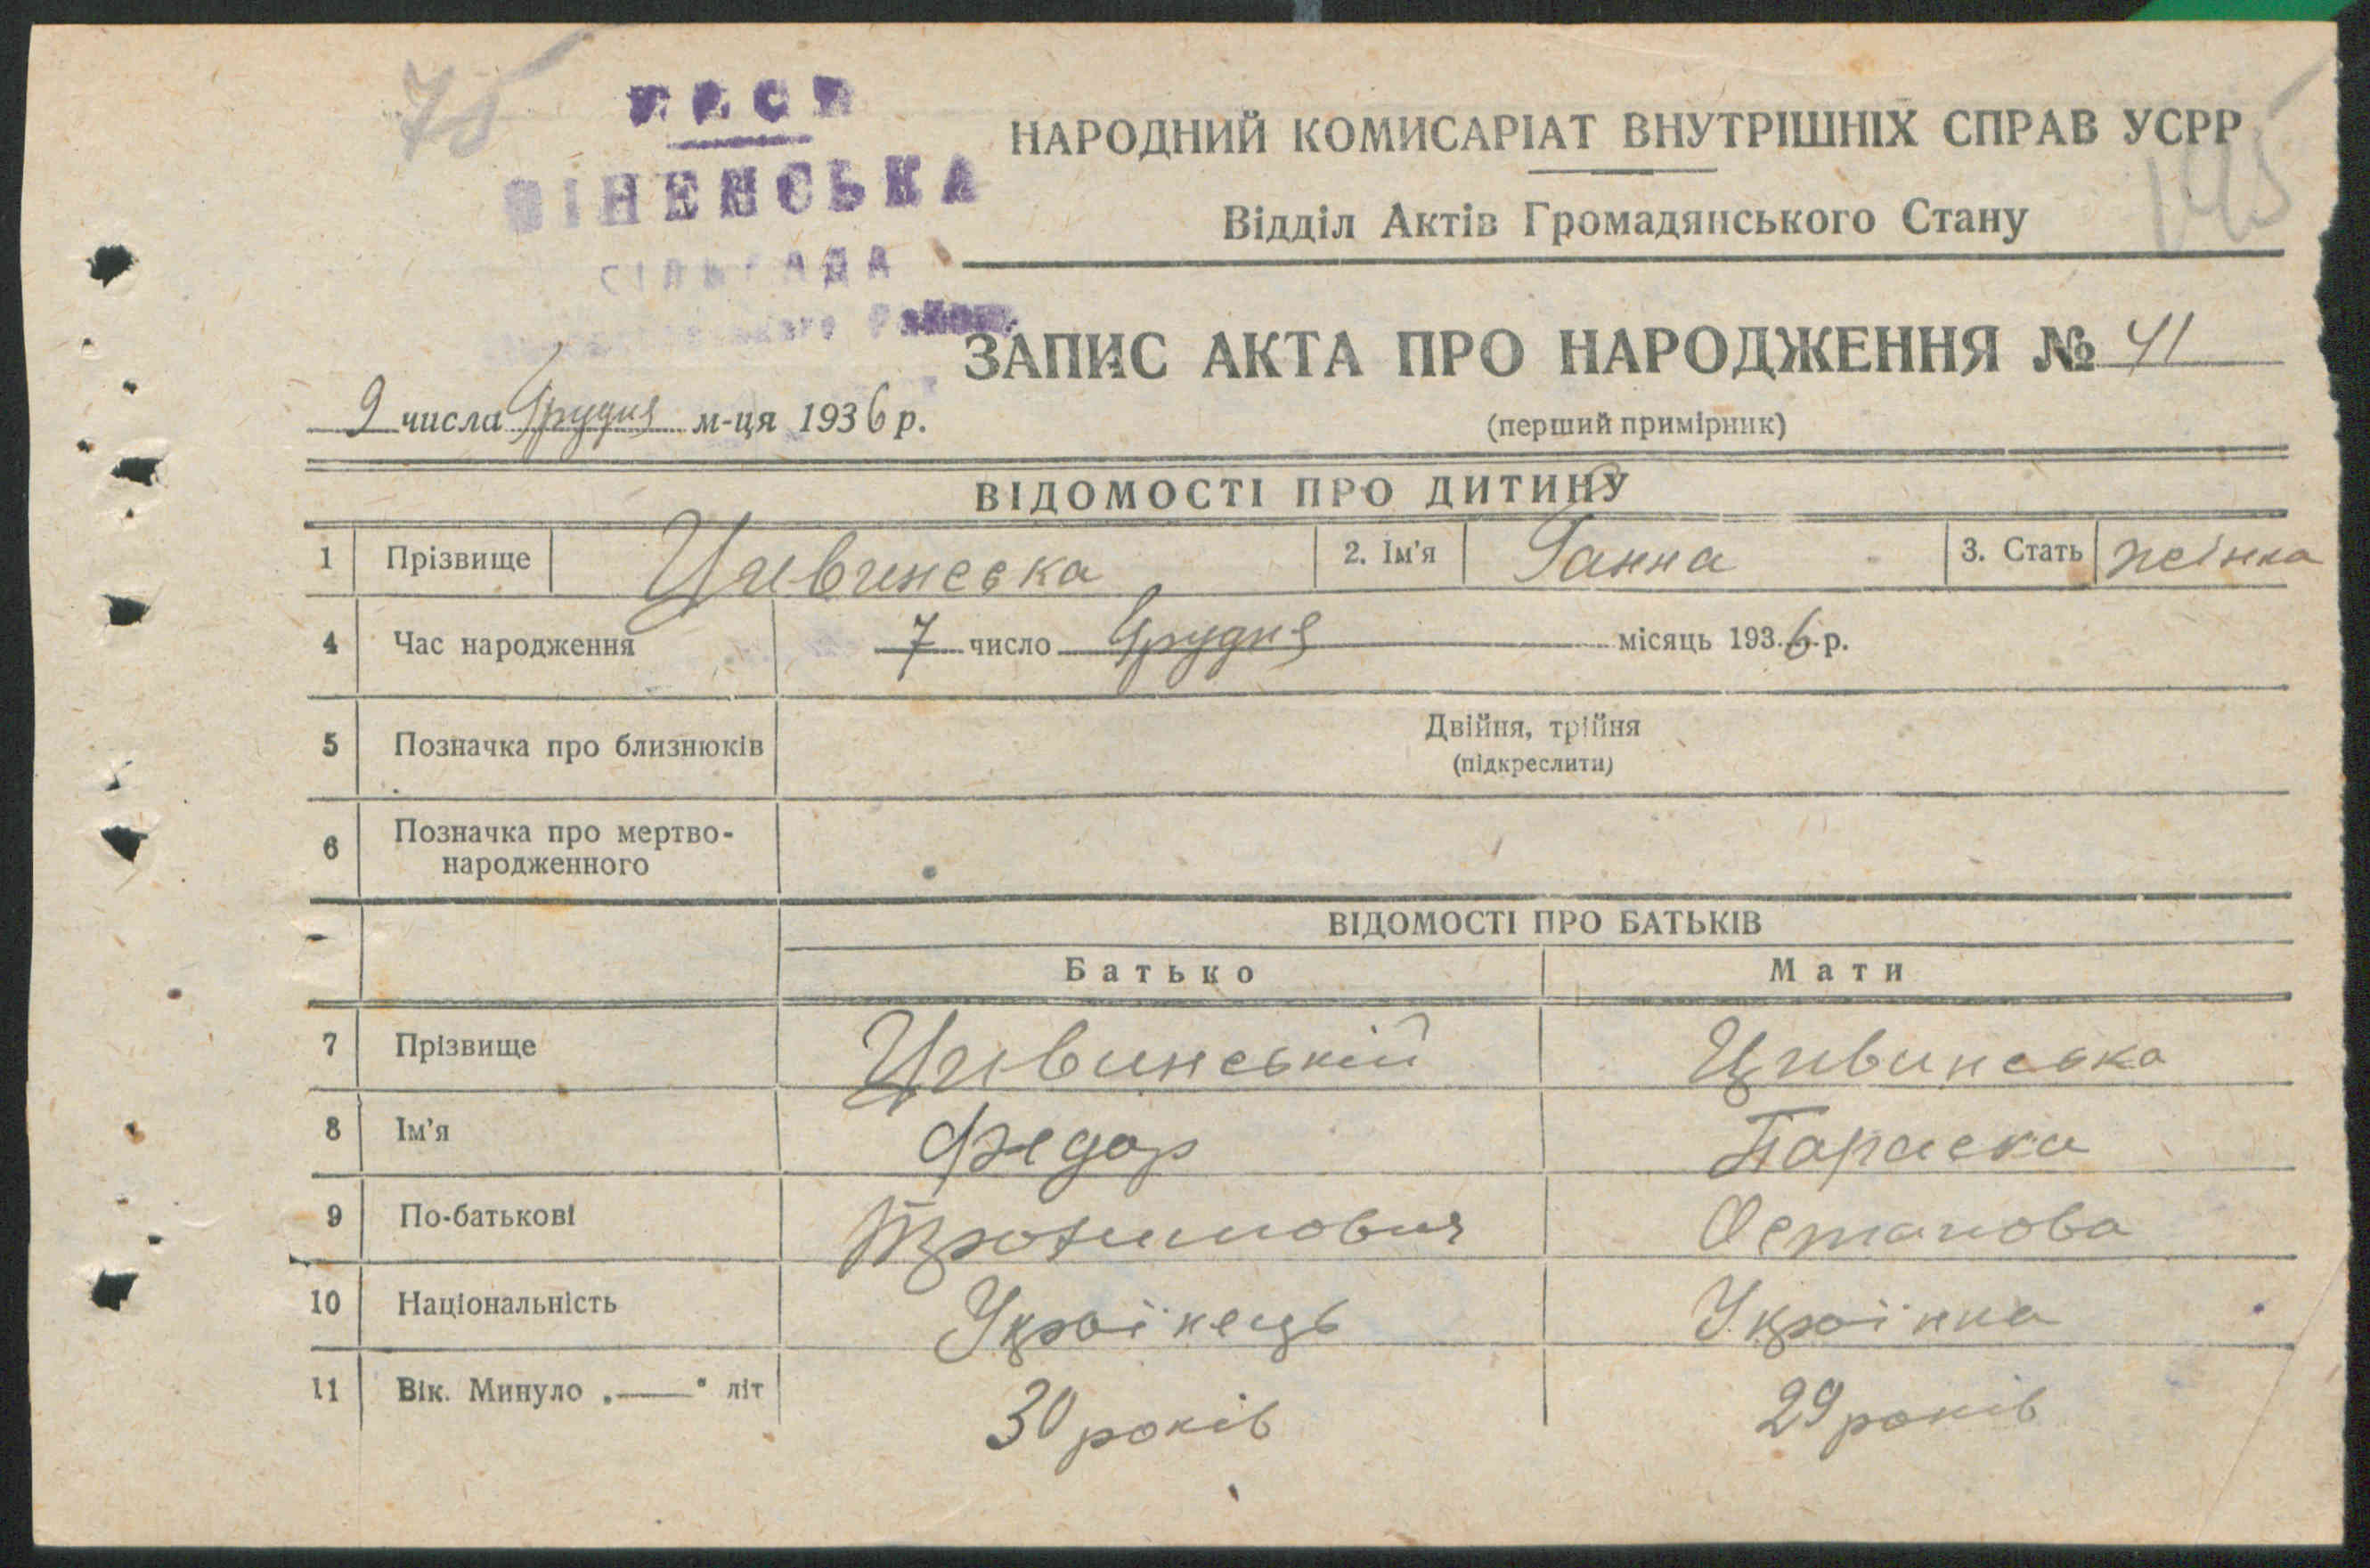 75
УРСР
НАРОДНИЙ КОМИСАРІАТ ВНУТРІШНІХ СПРАВ УСРР
Відділ Актів Громадянського Стану
СІЛЬРАДА
Району
ЗАПИС АКТА ПРО НАРОДЖЕННЯ № 41
9 числа Грудня м-ця 1936 р.
(перший примірник)
ВІДОМОСТІ ПРО ДИТИНУ
1 Прізвище Цивинська 2. Ім'я Ганна 3. Стать жінка
4 Час народження 7 число Грудня місяць 1936 р.
5 Позначка про близнюків Двійня, трійня
(підкреслити)
6 Позначка про мертво-
народженного
ВІДОМОСТІ ПРО БАТЬКІВ
Батько Мати
7 Прізвище Цивинській Цивинська
8 Ім'я Федор Параска
9 По-батькові Трохимович Остапова
10 Національність Українець Українка
11 Вік. Минуло „——“ літ 30 років 29 років